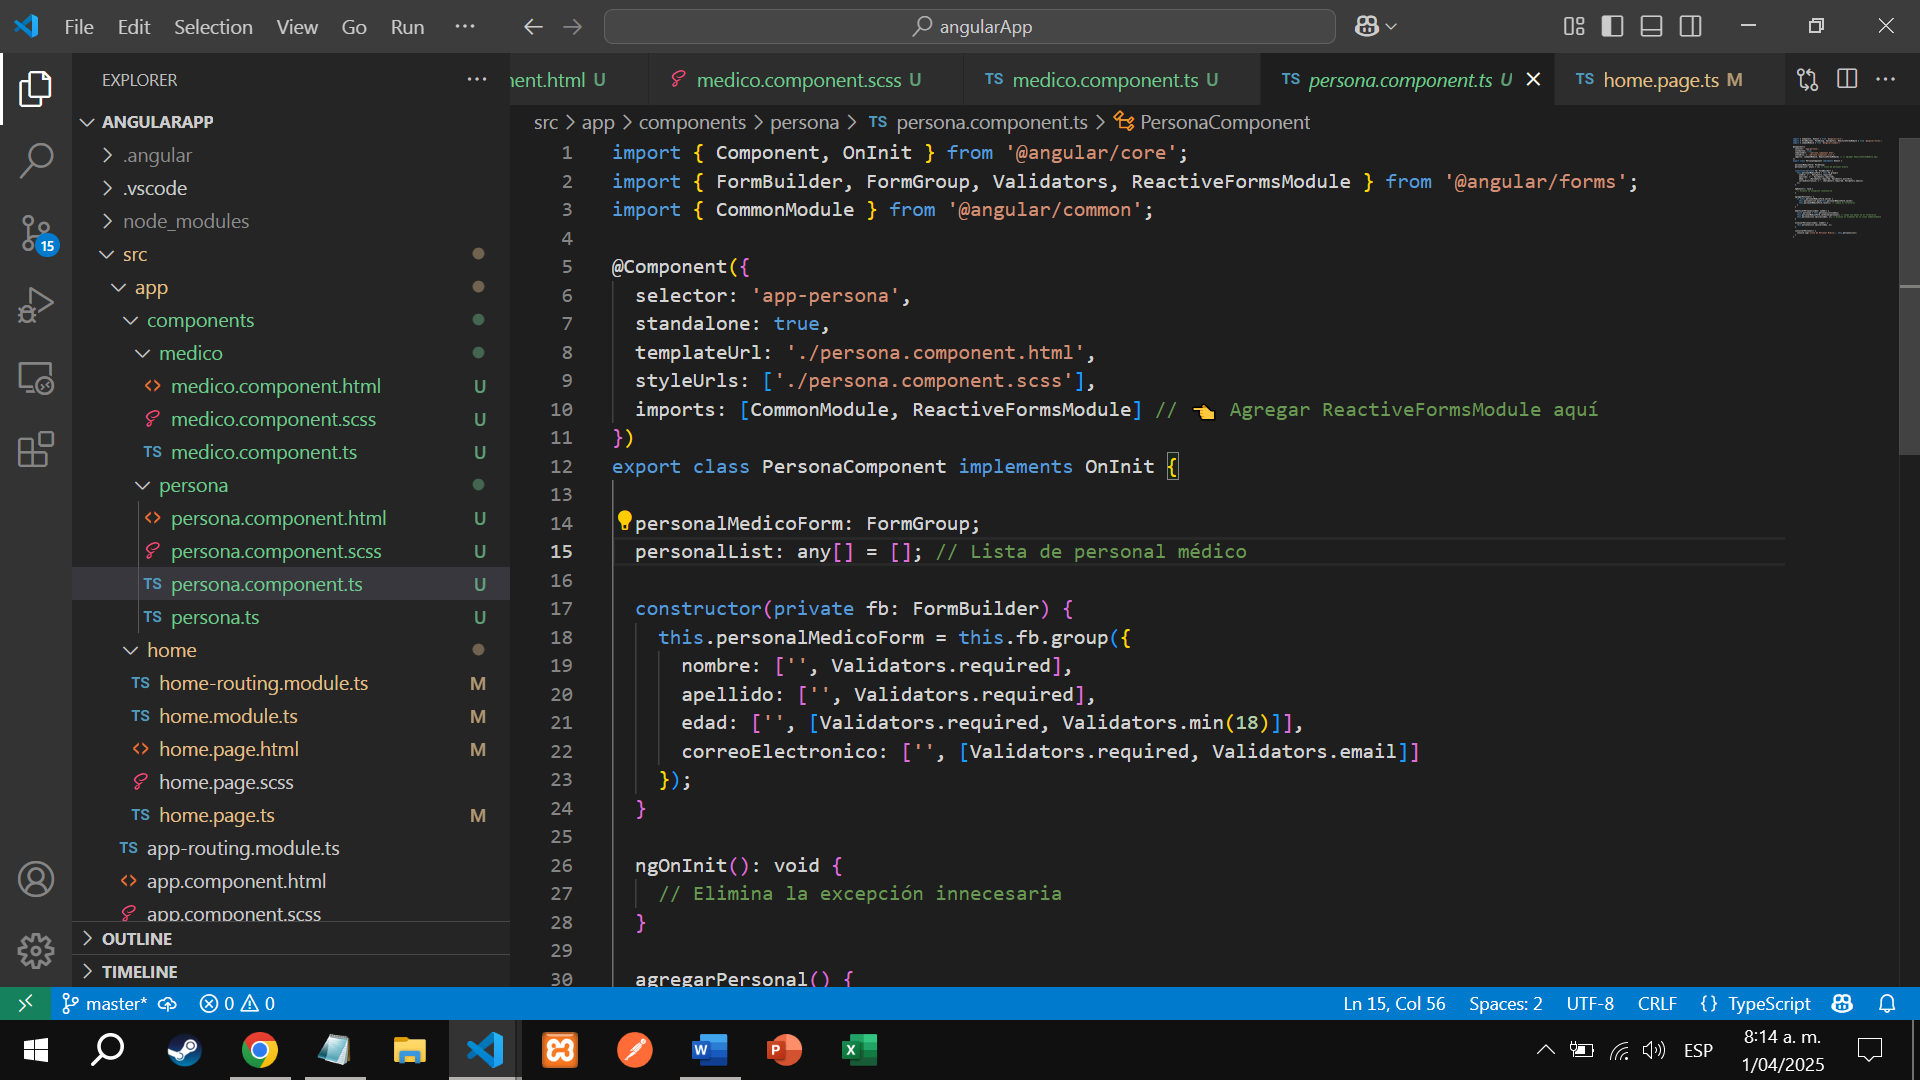 File Edit Selection View Go Run ··· angularApp
EXPLORER
ANGULARAPP
.angular
.vscode
node_modules
src
app
components
medico
medico.component.html U
medico.component.scss U
medico.component.ts U
persona
persona.component.html U
persona.component.scss U
persona.component.ts U
persona.ts U
home
home-routing.module.ts M
home.module.ts M
home.page.html M
home.page.scss
home.page.ts M
app-routing.module.ts
app.component.html
app.component.scss
OUTLINE
TIMELINE
15
nent.html U medico.component.scss U TS medico.component.ts U TS persona.component.ts U TS home.page.ts M
src > app > components > persona > TS persona.component.ts > PersonaComponent
1 import { Component, OnInit } from '@angular/core';
2 import { FormBuilder, FormGroup, Validators, ReactiveFormsModule } from '@angular/forms';
3 import { CommonModule } from '@angular/common';
4
5 @Component({
6 selector: 'app-persona',
7 standalone: true,
8 templateUrl: './persona.component.html',
9 styleUrls: ['./persona.component.scss'],
10 imports: [CommonModule, ReactiveFormsModule] // 👈 Agregar ReactiveFormsModule aquí
11 })
12 export class PersonaComponent implements OnInit {
13
14 personalMedicoForm: FormGroup;
15 personalList: any[] = []; // Lista de personal médico
16
17 constructor(private fb: FormBuilder) {
18 this.personalMedicoForm = this.fb.group({
19 nombre: ['', Validators.required],
20 apellido: ['', Validators.required],
21 edad: ['', [Validators.required, Validators.min(18)]],
22 correoElectronico: ['', [Validators.required, Validators.email]]
23 });
24 }
25
26 ngOnInit(): void {
27 // Elimina la excepción innecesaria
28 }
29
30 agregarPersonal() {
master* 0 0 Ln 15, Col 56 Spaces: 2 UTF-8 CRLF {} TypeScript
ESP 8:14 a. m.
1/04/2025